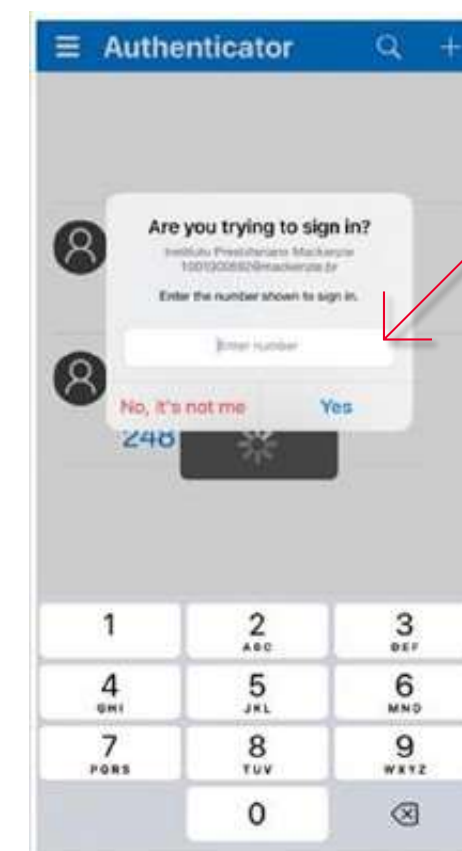 Authenticator
Are you trying to sign in?
Instituto Presbiteriano Mackenzie
Enter the number shown to sign in.
Enter number
No, it's not me
Yes
248
1
2
ABC
3
DEF
4
GHI
5
JKL
6
MNO
7
PQRS
8
TUV
9
WXYZ
0